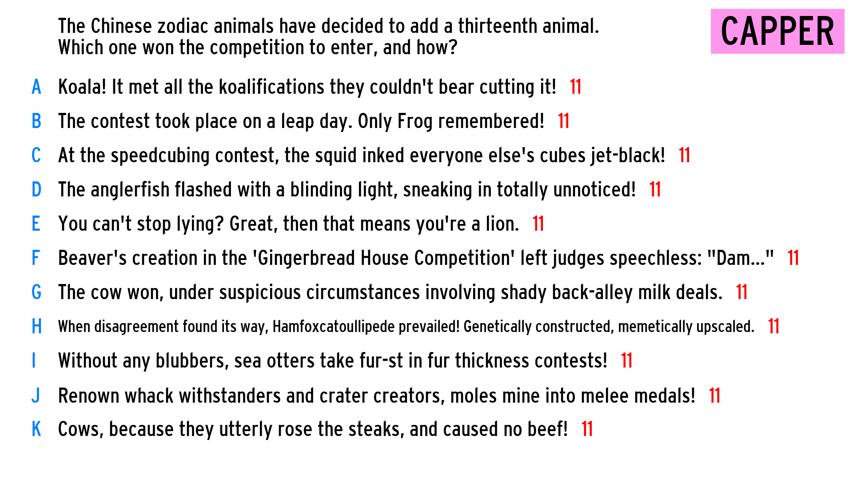 The Chinese zodiac animals have decided to add a thirteenth animal.
Which one won the competition to enter, and how?
CAPPER
A Koala! It met all the koalifications they couldn't bear cutting it! 11
B The contest took place on a leap day. Only Frog remembered! 11
C At the speedcubing contest, the squid inked everyone else's cubes jet-black! 11
D The anglerfish flashed with a blinding light, sneaking in totally unnoticed! 11
E You can't stop lying? Great, then that means you're a lion. 11
F Beaver's creation in the 'Gingerbread House Competition' left judges speechless: "Dam..." 11
G The cow won, under suspicious circumstances involving shady back-alley milk deals. 11
H When disagreement found its way, Hamfoxcatoullipede prevailed! Genetically constructed, memetically upscaled. 11
I Without any blubbers, sea otters take fur-st in fur thickness contests! 11
J Renown whack withstanders and crater creators, moles mine into melee medals! 11
K Cows, because they utterly rose the steaks, and caused no beef! 11